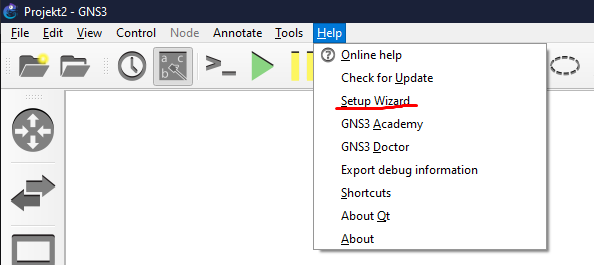 Projekt2 - GNS3
File Edit View Control Node Annotate Tools Help
Online help
Check for Update
Setup Wizard
GNS3 Academy
GNS3 Doctor
Export debug information
Shortcuts
About Qt
About
a c
b